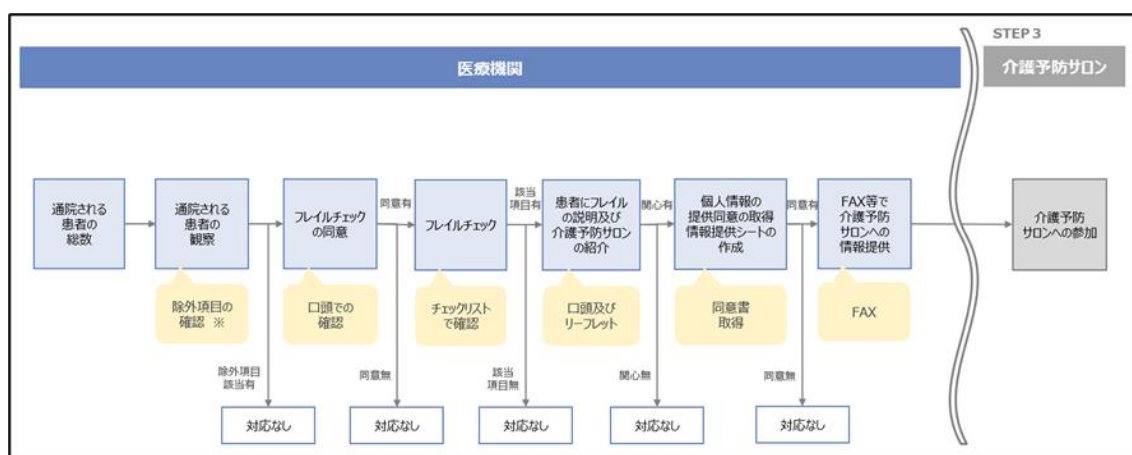 STEP 3
医療機関
介護予防サロン
通院される
患者の
総数
通院される
患者の
観察
フレイルチェック
の同意
同意有
フレイルチェック
該当
項目有
患者にフレイル
の説明及び
介護予防サロン
の紹介
関心有
個人情報の
提供同意の取得
情報提供シートの
作成
同意有
FAX等で
介護予防
サロンへの
情報提供
介護予防
サロンへの参加
除外項目の
確認 ※
口頭での
確認
チェックリスト
で確認
口頭及び
リーフレット
同意書
取得
FAX
除外項目
該当有
同意無
該当
項目無
関心無
同意無
対応なし
対応なし
対応なし
対応なし
対応なし